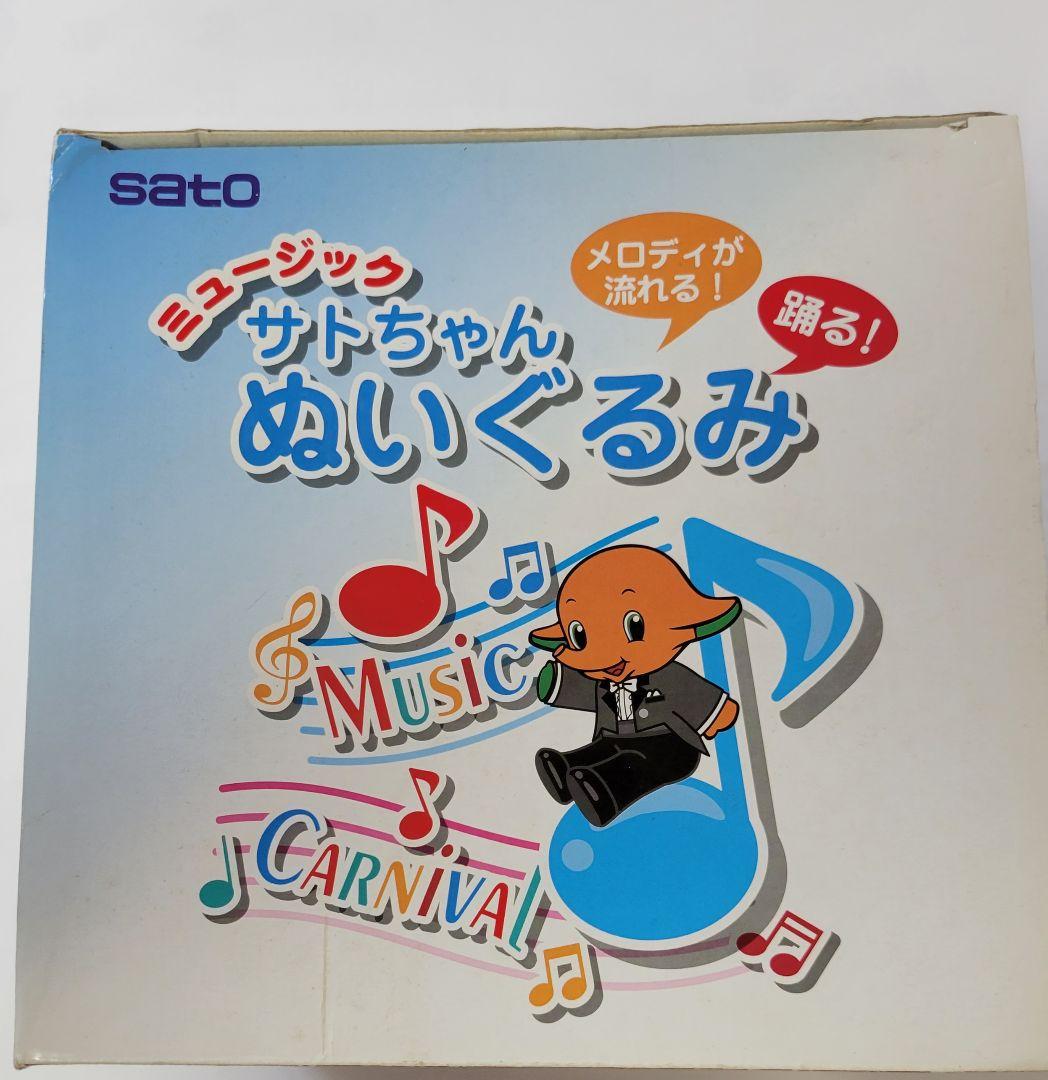 sato
ミュージック
サトちゃん
ぬいぐるみ
メロディが
流れる!
踊る!
MUSiC
CARNiVAl